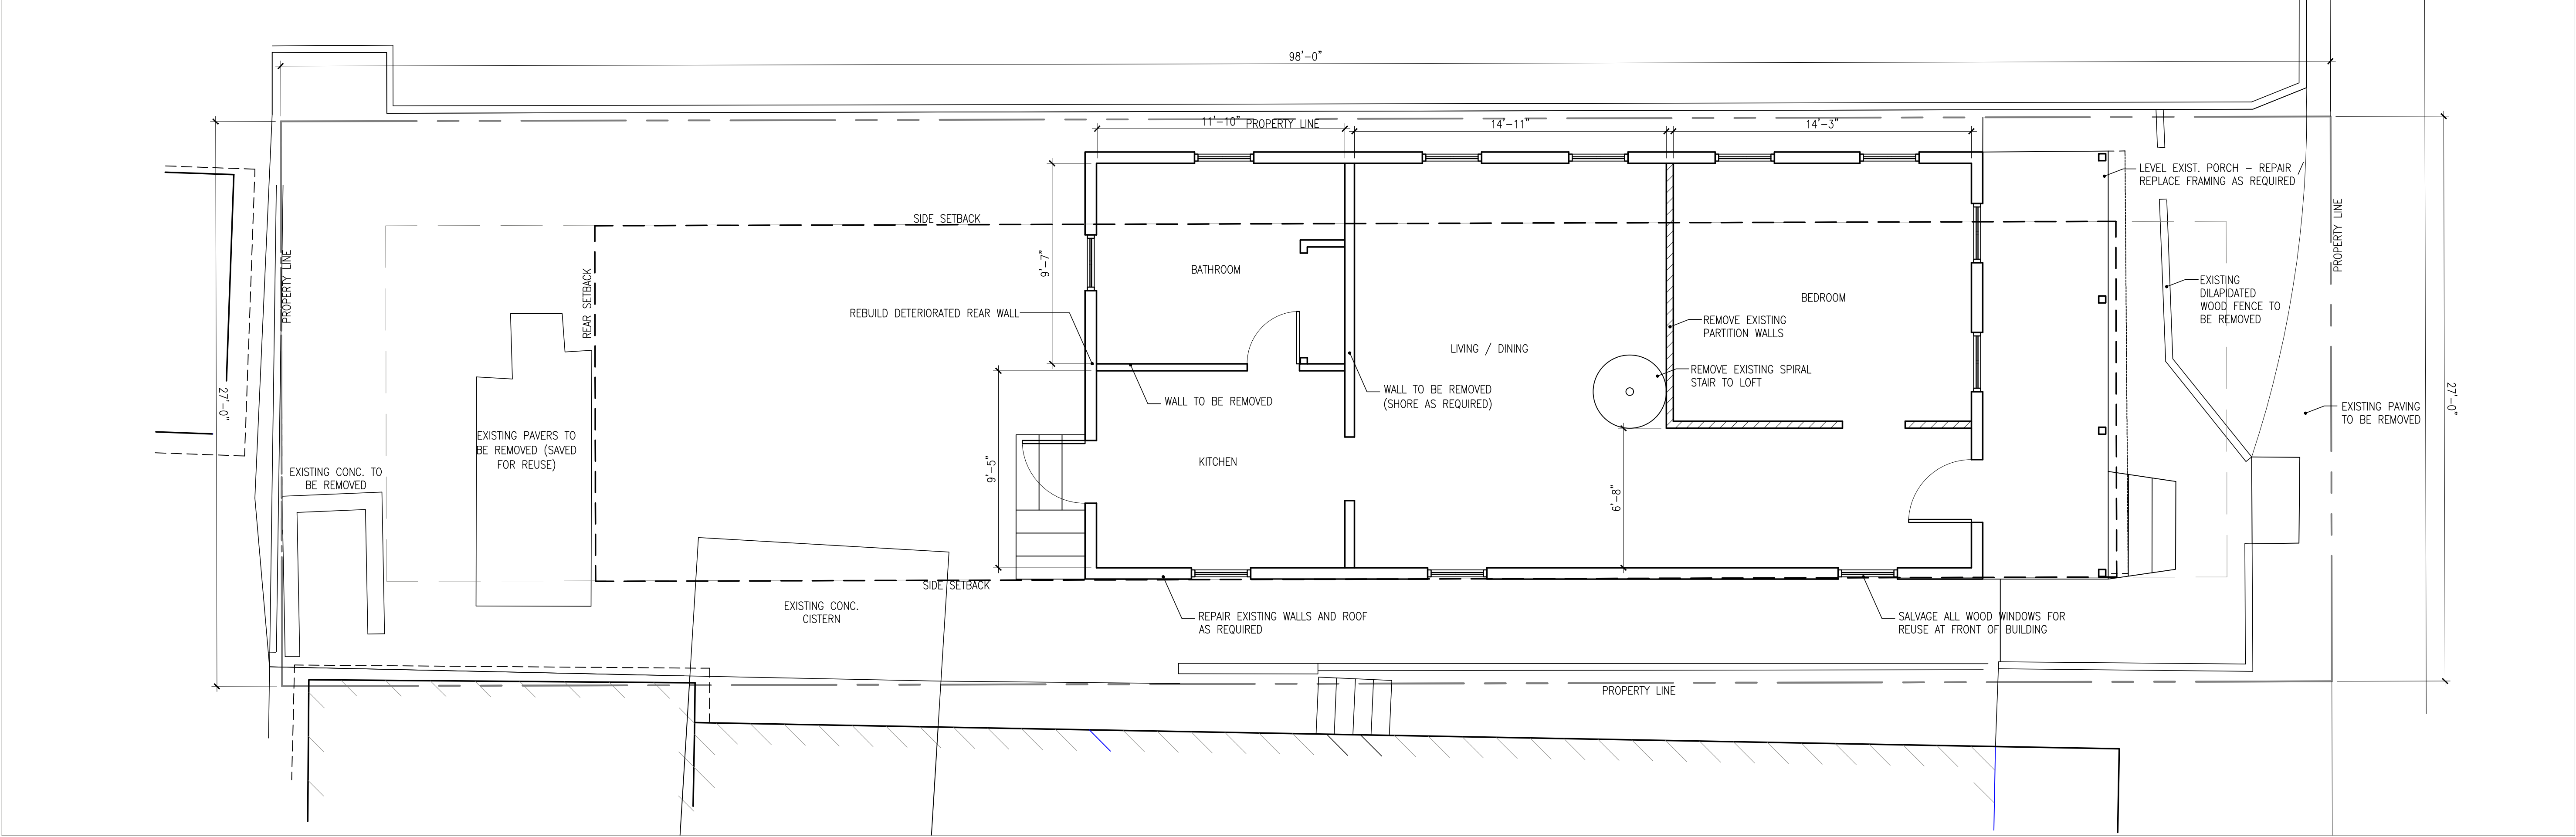 98'-0"
11'-10"
PROPERTY LINE
14'-11"
14'-3"
LEVEL EXIST. PORCH – REPAIR /
REPLACE FRAMING AS REQUIRED
SIDE SETBACK
PROPERTY LINE
REAR SETBACK
9'-7"
BATHROOM
BEDROOM
PROPERTY LINE
EXISTING
DILAPIDATED
WOOD FENCE TO
BE REMOVED
REBUILD DETERIORATED REAR WALL
REMOVE EXISTING
PARTITION WALLS
LIVING / DINING
REMOVE EXISTING SPIRAL
STAIR TO LOFT
27'-0"
WALL TO BE REMOVED
WALL TO BE REMOVED
(SHORE AS REQUIRED)
27'-0"
EXISTING PAVING
TO BE REMOVED
EXISTING PAVERS TO
BE REMOVED (SAVED
FOR REUSE)
EXISTING CONC. TO
BE REMOVED
9'-5"
KITCHEN
6'-8"
SIDE SETBACK
EXISTING CONC.
CISTERN
REPAIR EXISTING WALLS AND ROOF
AS REQUIRED
SALVAGE ALL WOOD WINDOWS FOR
REUSE AT FRONT OF BUILDING
PROPERTY LINE